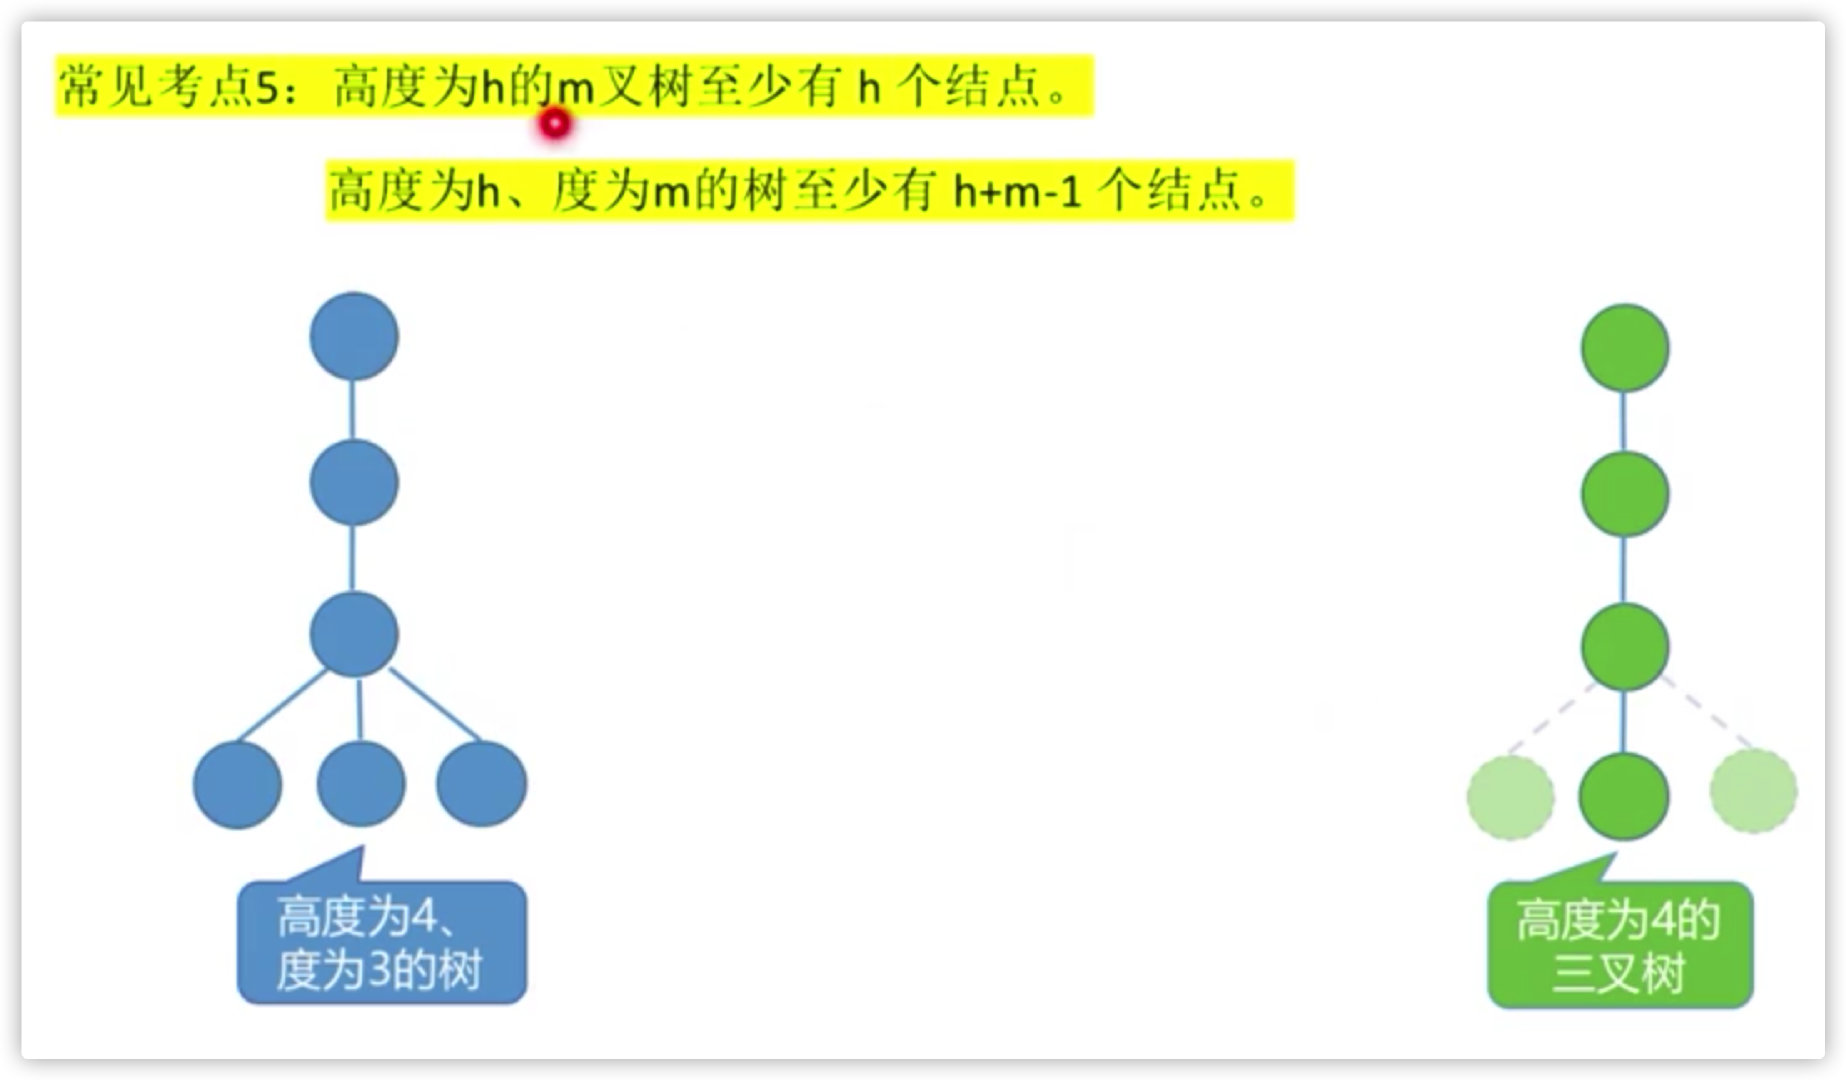 常见考点5：高度为h的m叉树至少有 h 个结点。
高度为h、度为m的树至少有 h+m-1 个结点。
高度为4、
度为3的树
高度为4的
三叉树